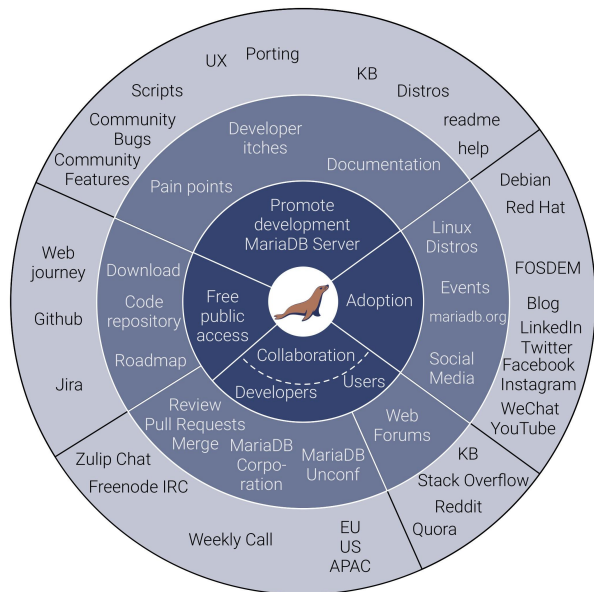 UX
Porting
KB
Scripts
Distros
Community
Bugs
readme
Community
Features
help
Developer
itches
Documentation
Pain points
Promote
development
MariaDB Server
Debian
Red Hat
Linux
Distros
FOSDEM
Events
Blog
mariadb.org
LinkedIn
Twitter
Facebook
Social
Media
Instagram
WeChat
YouTube
Adoption
Web
journey
Download
Github
Code
repository
Free
public
access
Roadmap
Jira
Collaboration
Developers
Users
Review
Pull Requests
Merge
MariaDB
Corpo-
ration
MariaDB
Unconf
Web
Forums
Zulip Chat
Freenode IRC
Weekly Call
EU
US
APAC
KB
Stack Overflow
Reddit
Quora